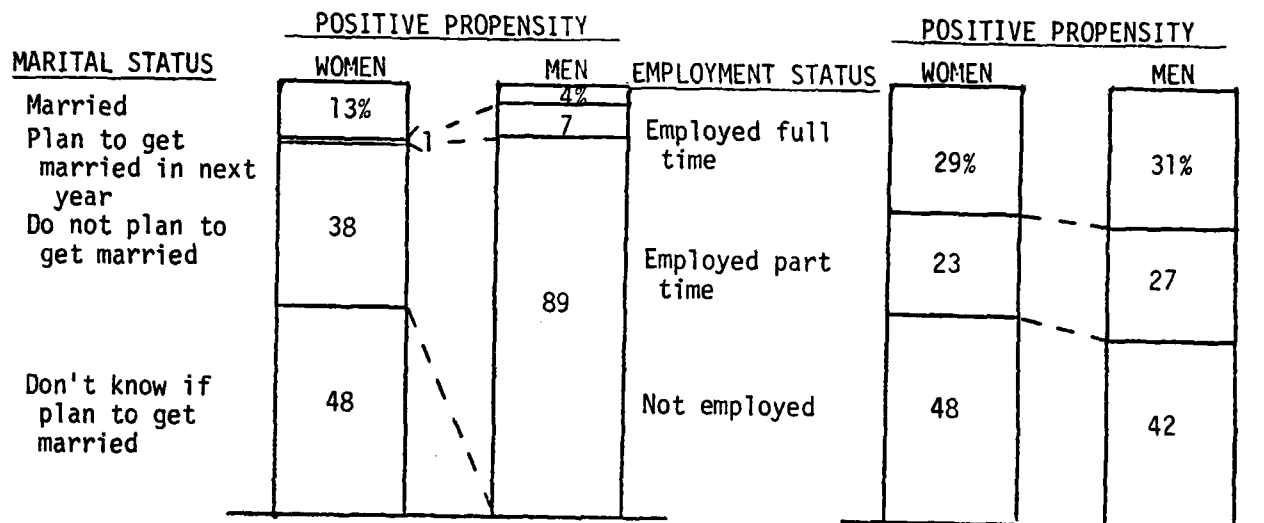 POSITIVE PROPENSITY
MARITAL STATUS
WOMEN
MEN
Married
Plan to get
married in next
year
Do not plan to
get married
Don't know if
plan to get
married
13%
1
38
48
4%
7
89
POSITIVE PROPENSITY
EMPLOYMENT STATUS
WOMEN
MEN
Employed full
time
29%
31%
Employed part
time
23
27
Not employed
48
42